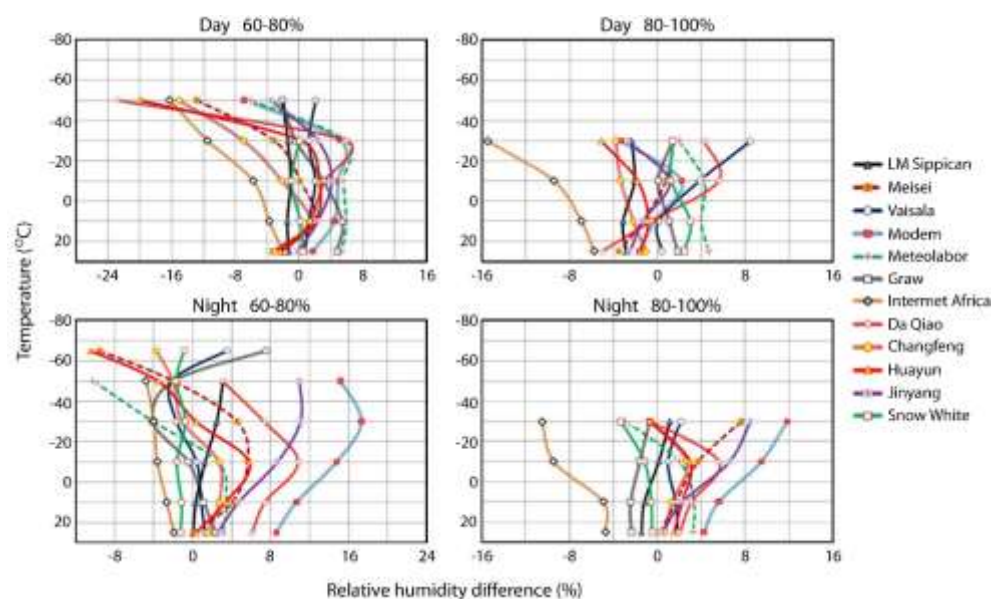 Day 60-80%
Day 80-100%
-80
-60
-40
-20
0
20
-24
-16
-8
0
8
16
-80
-60
-40
-20
0
20
-16
-8
0
8
16
Night 60-80%
Night 80-100%
-80
-60
-40
-20
0
20
-8
0
8
16
24
-80
-60
-40
-20
0
20
-16
-8
0
8
16
Temperature (°C)
Relative humidity difference (%)
LM Sippican
Meisei
Vaisala
Modem
Meteolabor
Graw
Internet Africa
Da Qiao
Changfeng
Huayun
Jinyang
Snow White